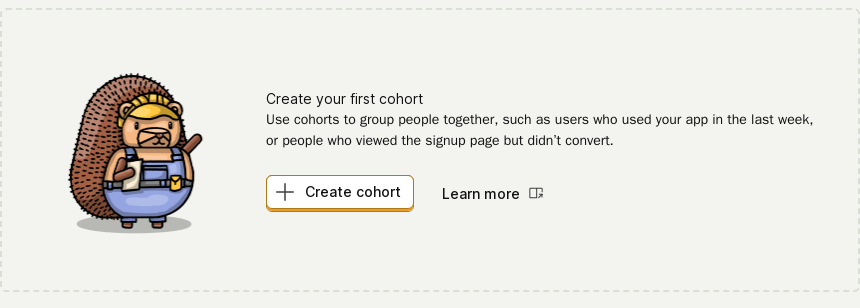 Create your first cohort
Use cohorts to group people together, such as users who used your app in the last week,
or people who viewed the signup page but didn't convert.
Create cohort
Learn more